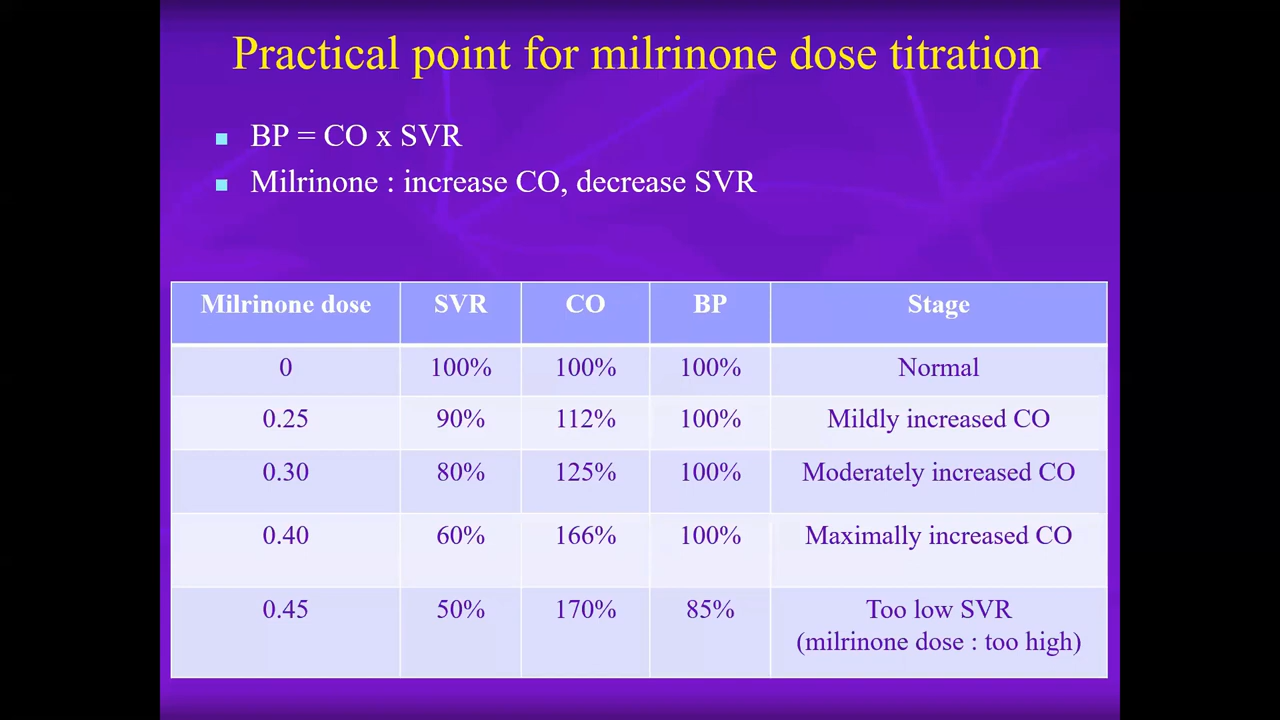 Practical point for milrinone dose titration
BP = CO x SVR
Milrinone : increase CO, decrease SVR
Milrinone dose SVR CO BP Stage
0 100% 100% 100% Normal
0.25 90% 112% 100% Mildly increased CO
0.30 80% 125% 100% Moderately increased CO
0.40 60% 166% 100% Maximally increased CO
0.45 50% 170% 85% Too low SVR
(milrinone dose : too high)